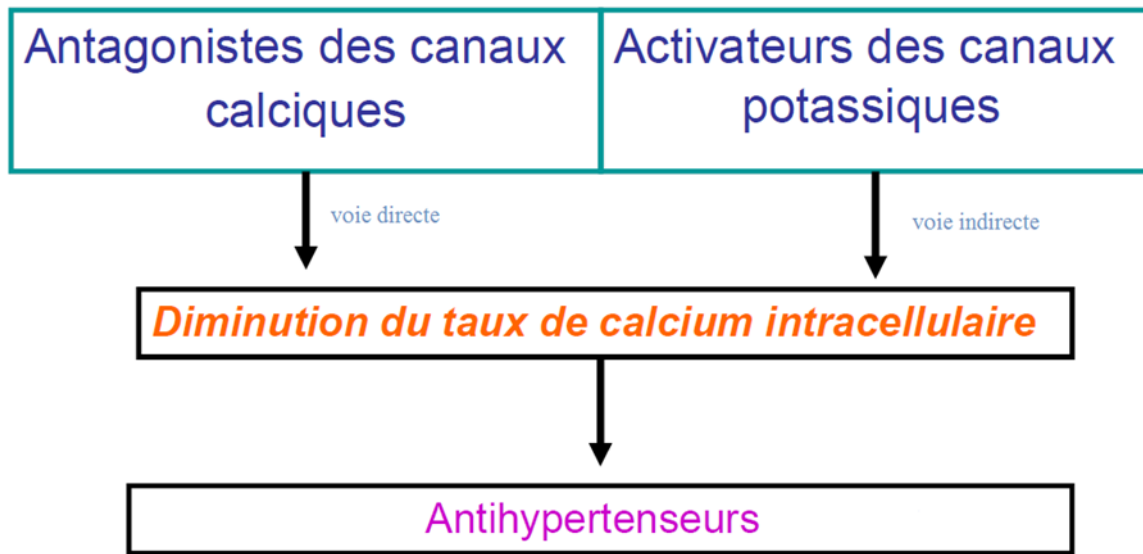 Antagonistes des canaux
calciques
Activateurs des canaux
potassiques
voie directe
voie indirecte
Diminution du taux de calcium intracellulaire
Antihypertenseurs